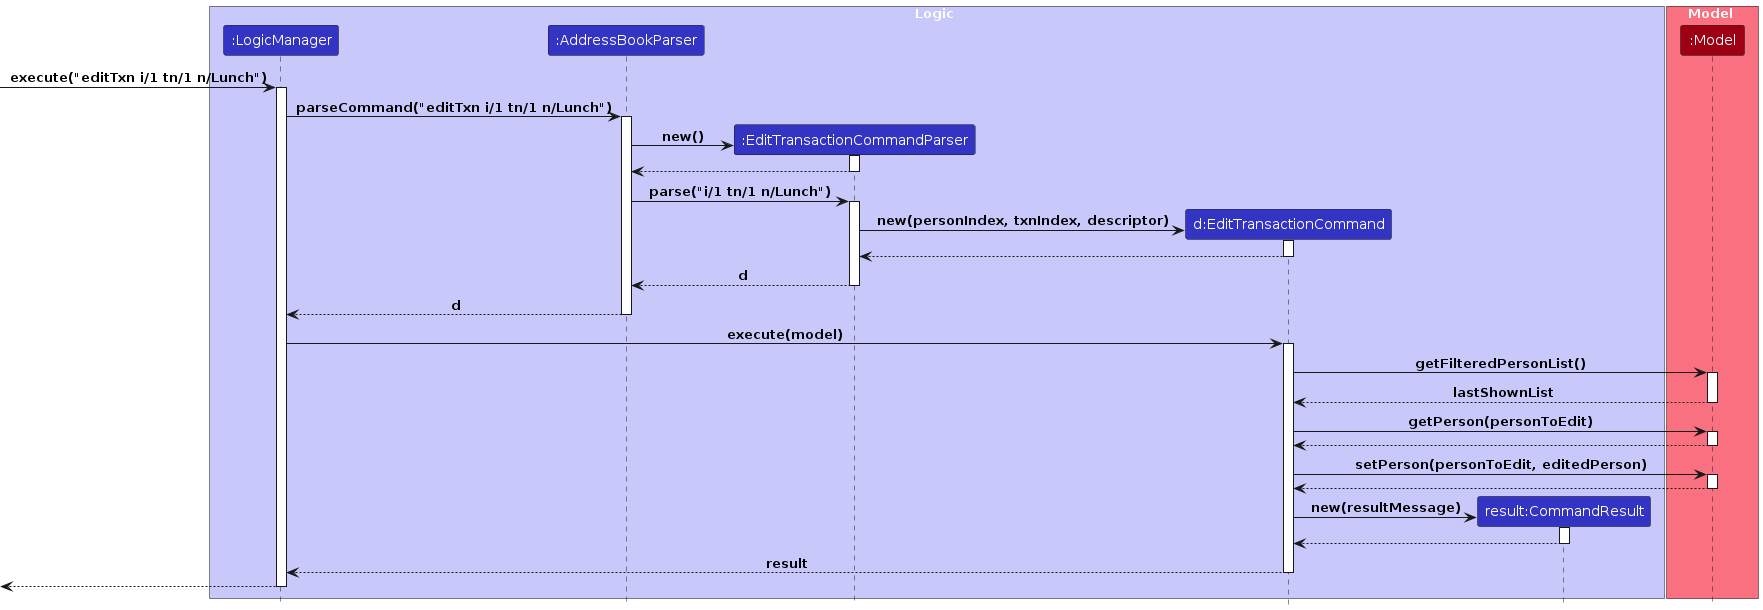 Logic
Model
:LogicManager
:AddressBookParser
:Model
execute("editTxn i/1 tn/1 n/Lunch")
parseCommand("editTxn i/1 tn/1 n/Lunch")
new()
:EditTransactionCommandParser
parse("i/1 tn/1 n/Lunch")
new(personIndex, txnIndex, descriptor)
d:EditTransactionCommand
d
d
execute(model)
getFilteredPersonList()
lastShownList
getPerson(personToEdit)
setPerson(personToEdit, editedPerson)
new(resultMessage)
result:CommandResult
result